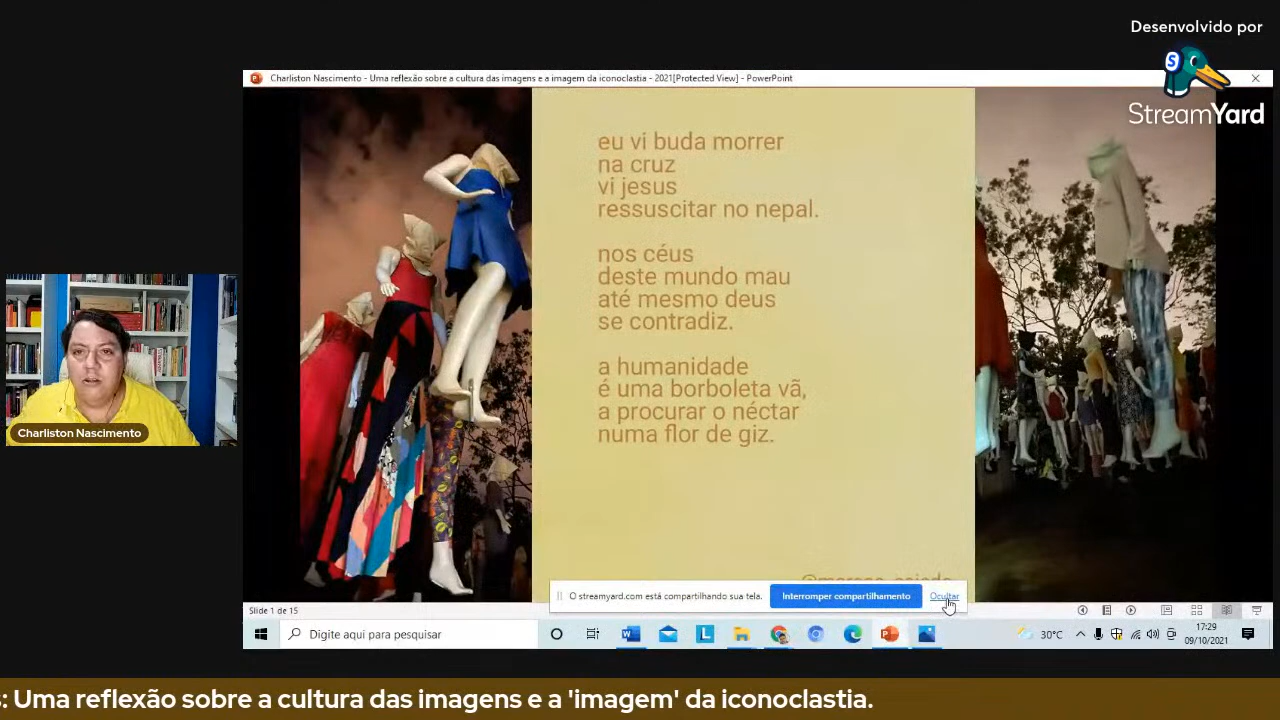 Desenvolvido por
StreamYard
Charliston Nascimento - Uma reflexão sobre a cultura das imagens e a imagem da iconoclastia - 2021[Protected View] - PowerPoint
eu vi buda morrer
na cruz
vi jesus
ressuscitar no nepal.
nos céus
deste mundo mau
até mesmo deus
se contradiz.
a humanidade
é uma borboleta vã,
a procurar o néctar
numa flor de giz.
Charliston Nascimento
O streamyard.com está compartilhando sua tela.
Interromper compartilhamento
Ocultar
Slide 1 de 15
Digite aqui para pesquisar
30°C
17:29
09/10/2021
: Uma reflexão sobre a cultura das imagens e a 'imagem' da iconoclastia.